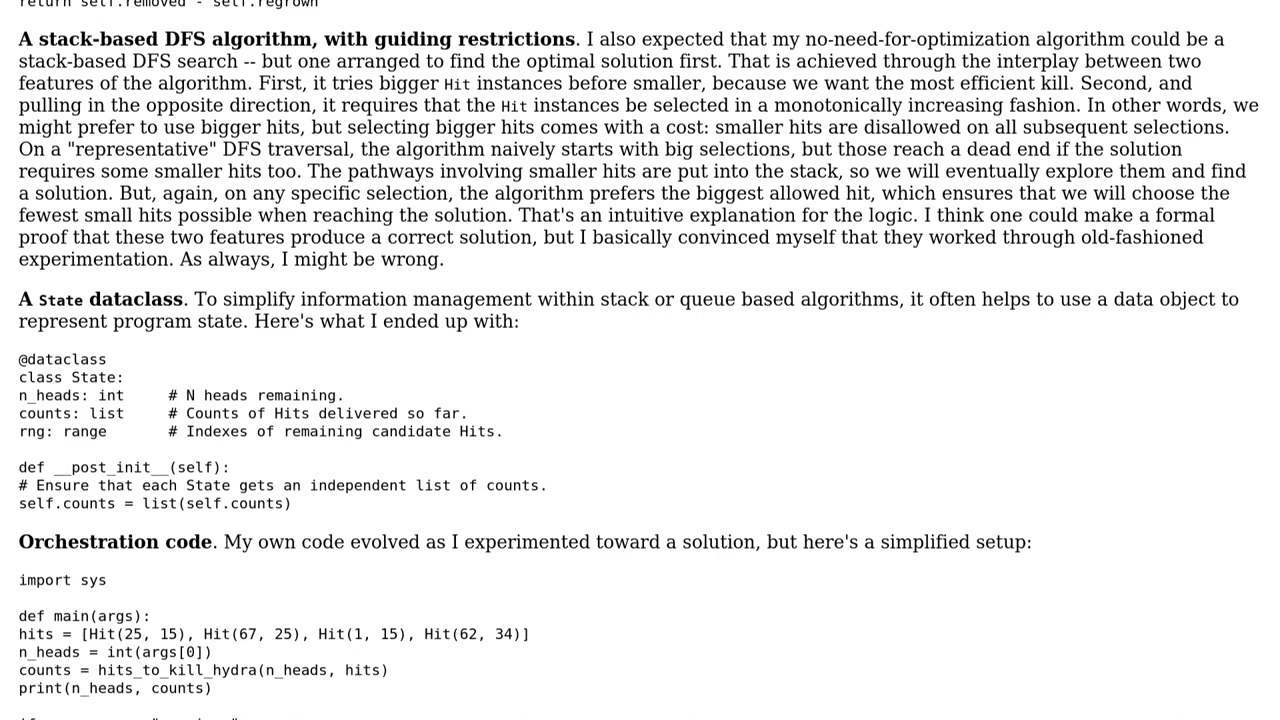 return self.removed - self.regrown
A stack-based DFS algorithm, with guiding restrictions. I also expected that my no-need-for-optimization algorithm could be a
stack-based DFS search -- but one arranged to find the optimal solution first. That is achieved through the interplay between two
features of the algorithm. First, it tries bigger Hit instances before smaller, because we want the most efficient kill. Second, and
pulling in the opposite direction, it requires that the Hit instances be selected in a monotonically increasing fashion. In other words, we
might prefer to use bigger hits, but selecting bigger hits comes with a cost: smaller hits are disallowed on all subsequent selections.
On a "representative" DFS traversal, the algorithm naively starts with big selections, but those reach a dead end if the solution
requires some smaller hits too. The pathways involving smaller hits are put into the stack, so we will eventually explore them and find
a solution. But, again, on any specific selection, the algorithm prefers the biggest allowed hit, which ensures that we will choose the
fewest small hits possible when reaching the solution. That's an intuitive explanation for the logic. I think one could make a formal
proof that these two features produce a correct solution, but I basically convinced myself that they worked through old-fashioned
experimentation. As always, I might be wrong.
A State dataclass. To simplify information management within stack or queue based algorithms, it often helps to use a data object to
represent program state. Here's what I ended up with:
@dataclass
class State:
n_heads: int     # N heads remaining.
counts: list     # Counts of Hits delivered so far.
rng: range       # Indexes of remaining candidate Hits.
def __post_init__(self):
# Ensure that each State gets an independent list of counts.
self.counts = list(self.counts)
Orchestration code. My own code evolved as I experimented toward a solution, but here's a simplified setup:
import sys
def main(args):
hits = [Hit(25, 15), Hit(67, 25), Hit(1, 15), Hit(62, 34)]
n_heads = int(args[0])
counts = hits_to_kill_hydra(n_heads, hits)
print(n_heads, counts)